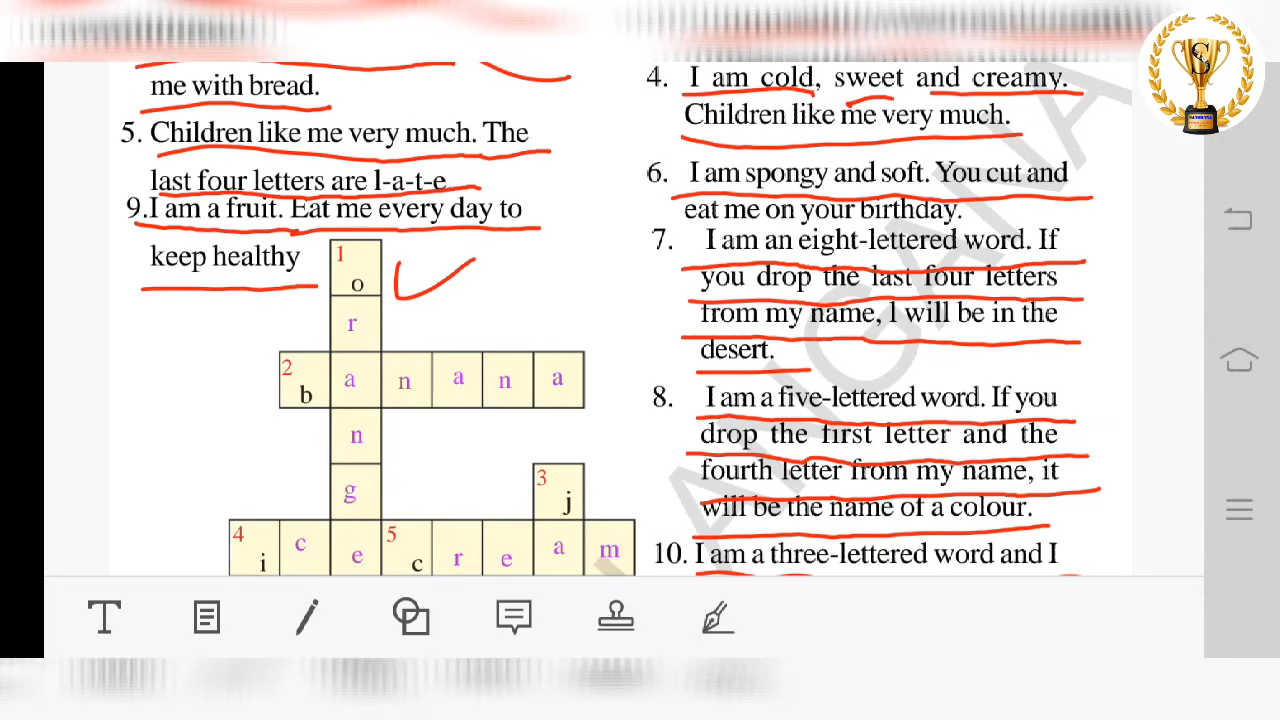 me with bread.
5. Children like me very much. The
last four letters are l-a-t-e
9.I am a fruit. Eat me every day to
keep healthy
1
o
r
2
b a n a n a
n
3
g j
4 5
i c e c r e a m
4. I am cold, sweet and creamy.
Children like me very much.
6. I am spongy and soft. You cut and
eat me on your birthday.
7. I am an eight-lettered word. If
you drop the last four letters
from my name, I will be in the
desert.
8. I am a five-lettered word. If you
drop the first letter and the
fourth letter from my name, it
will be the name of a colour.
10. I am a three-lettered word and I
ANGANA
T
S